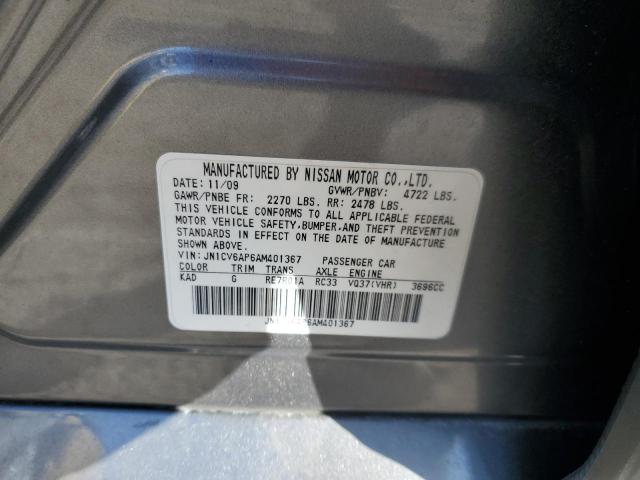 MANUFACTURED BY NISSAN MOTOR CO.,LTD.
DATE: 11/09 GVWR/PNBV: 4722 LBS.
GAWR/PNBE FR: 2270 LBS. RR: 2478 LBS.
THIS VEHICLE CONFORMS TO ALL APPLICABLE FEDERAL
MOTOR VEHICLE SAFETY,BUMPER,AND THEFT PREVENTION
STANDARDS IN EFFECT ON THE DATE OF MANUFACTURE
SHOWN ABOVE.
VIN: JN1CV6AP6AM401367 PASSENGER CAR
COLOR TRIM TRANS AXLE ENGINE
KAD G RE7R01A RC33 VQ37(VHR) 3696CC
JN1CV6AP6AM401367